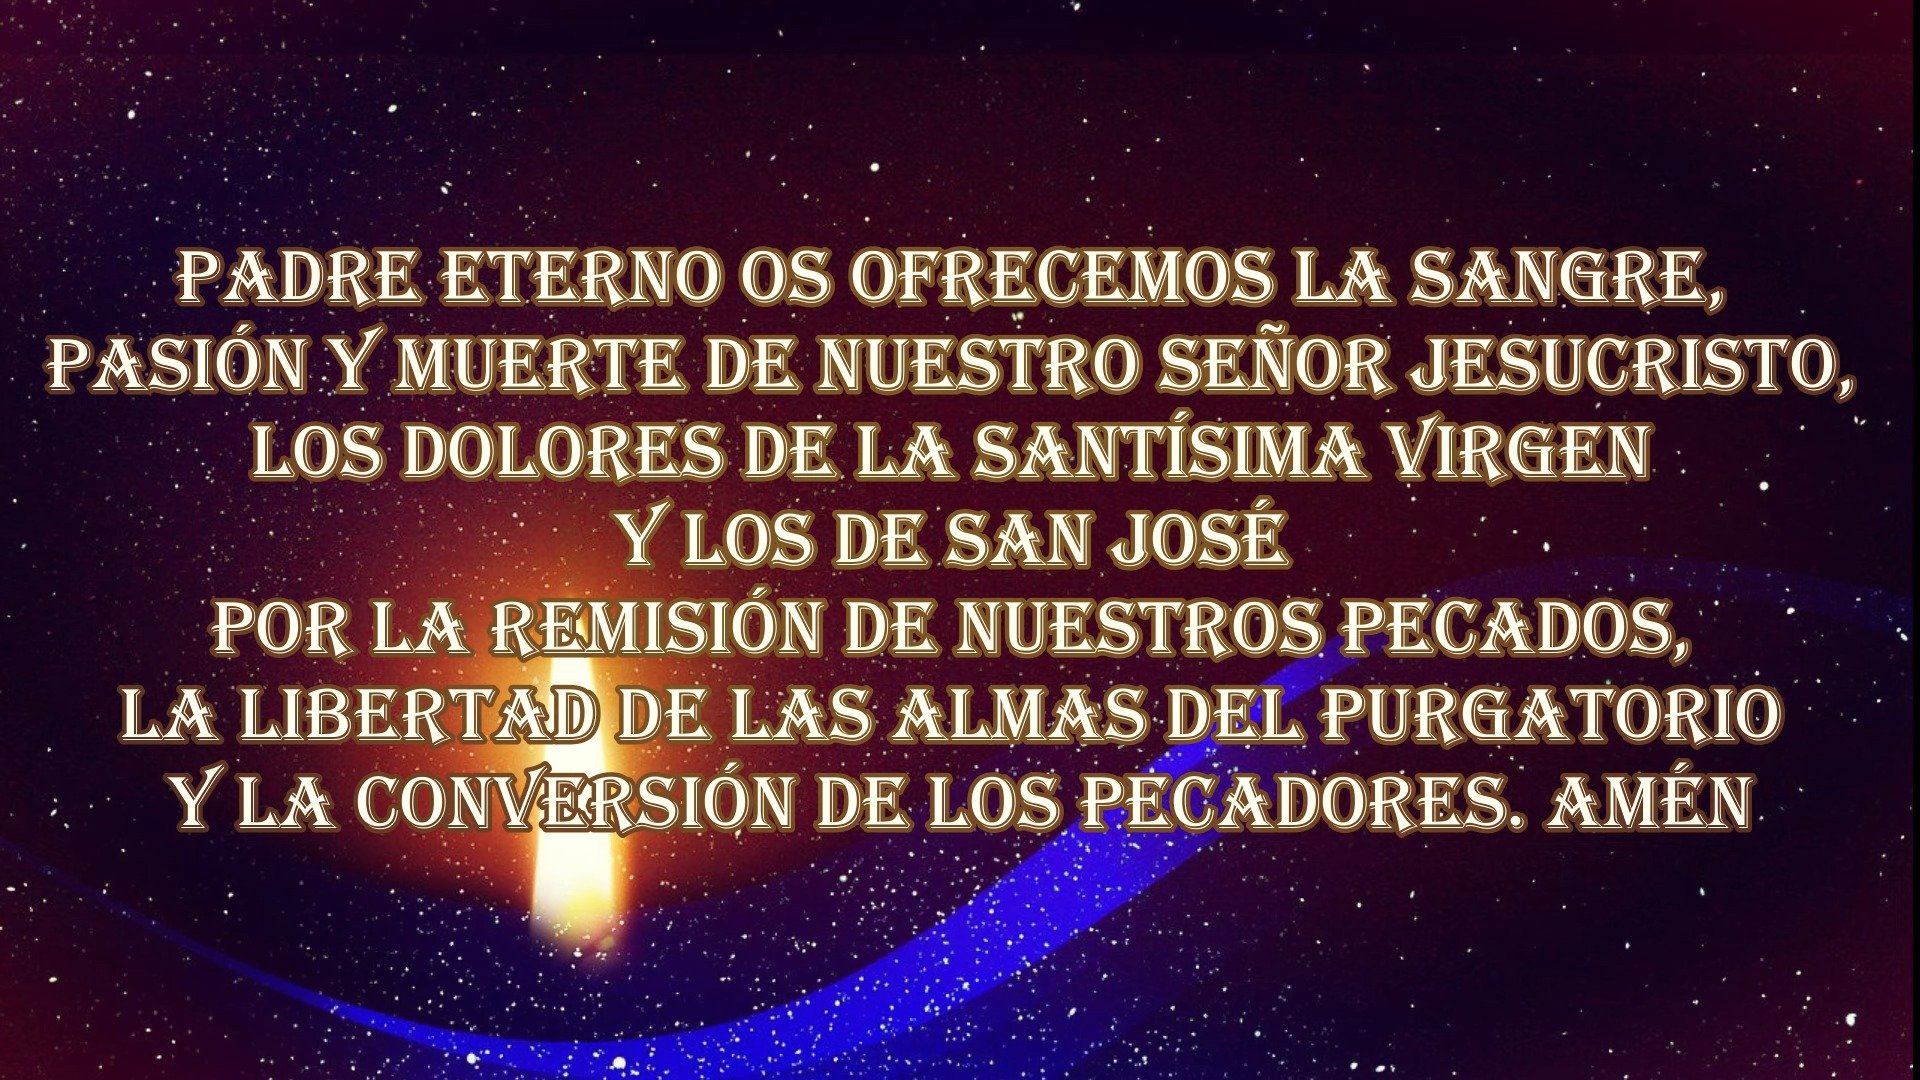 PADRE ETERNO OS OFRECEMOS LA SANGRE,
PASIÓN Y MUERTE DE NUESTRO SEÑOR JESUCRISTO,
LOS DOLORES DE LA SANTÍSIMA VIRGEN
Y LOS DE SAN JOSÉ
POR LA REMISIÓN DE NUESTROS PECADOS,
LA LIBERTAD DE LAS ALMAS DEL PURGATORIO
Y LA CONVERSIÓN DE LOS PECADORES. AMÉN